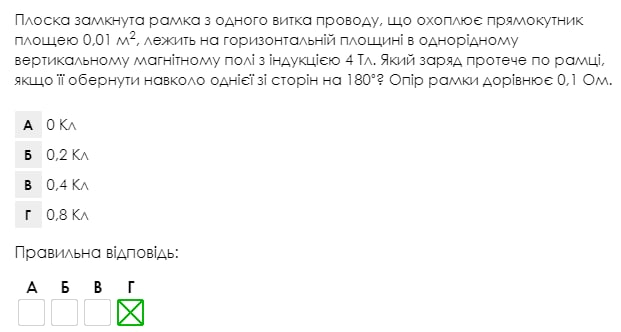 Плоска замкнута рамка з одного витка проводу, що охоплює прямокутник
площею 0,01 м², лежить на горизонтальній площині в однорідному
вертикальному магнітному полі з індукцією 4 Тл. Який заряд протече по рамці,
якщо її обернути навколо однієї зі сторін на 180°? Опір рамки дорівнює 0,1 Ом.
А 0 Кл
Б 0,2 Кл
В 0,4 Кл
Г 0,8 Кл
Правильна відповідь:
А Б В Г